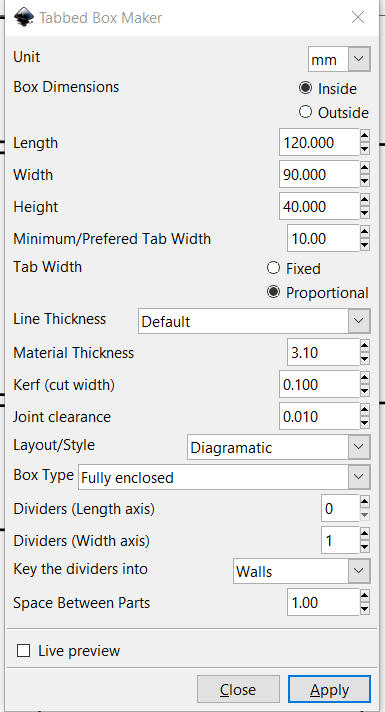 Tabbed Box Maker
Unit mm
Box Dimensions Inside
Outside
Length 120.000
Width 90.000
Height 40.000
Minimum/Prefered Tab Width 10.00
Tab Width Fixed
Proportional
Line Thickness Default
Material Thickness 3.10
Kerf (cut width) 0.100
Joint clearance 0.010
Layout/Style Diagramatic
Box Type Fully enclosed
Dividers (Length axis) 0
Dividers (Width axis) 1
Key the dividers into Walls
Space Between Parts 1.00
Live preview
Close Apply